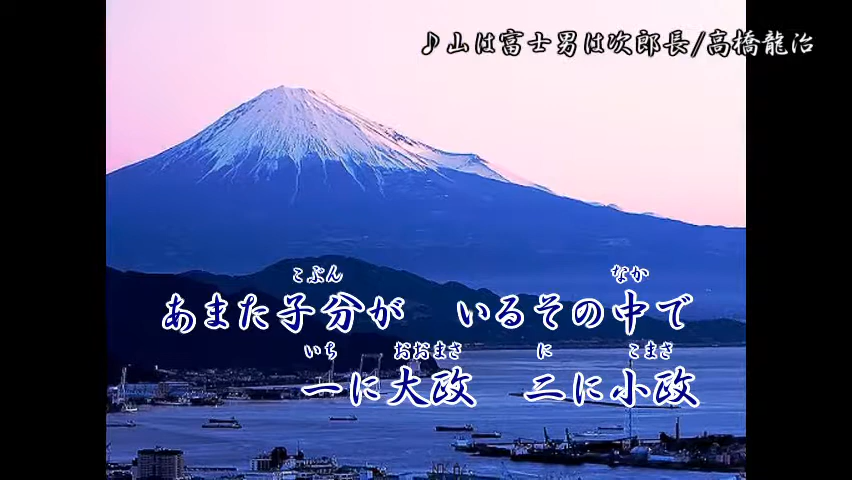 ♪山は富士男は次郎長/高橋龍治
こぶん なか
あまた子分が いるその中で
いち おおまさ に こまさ
一に大政 二に小政